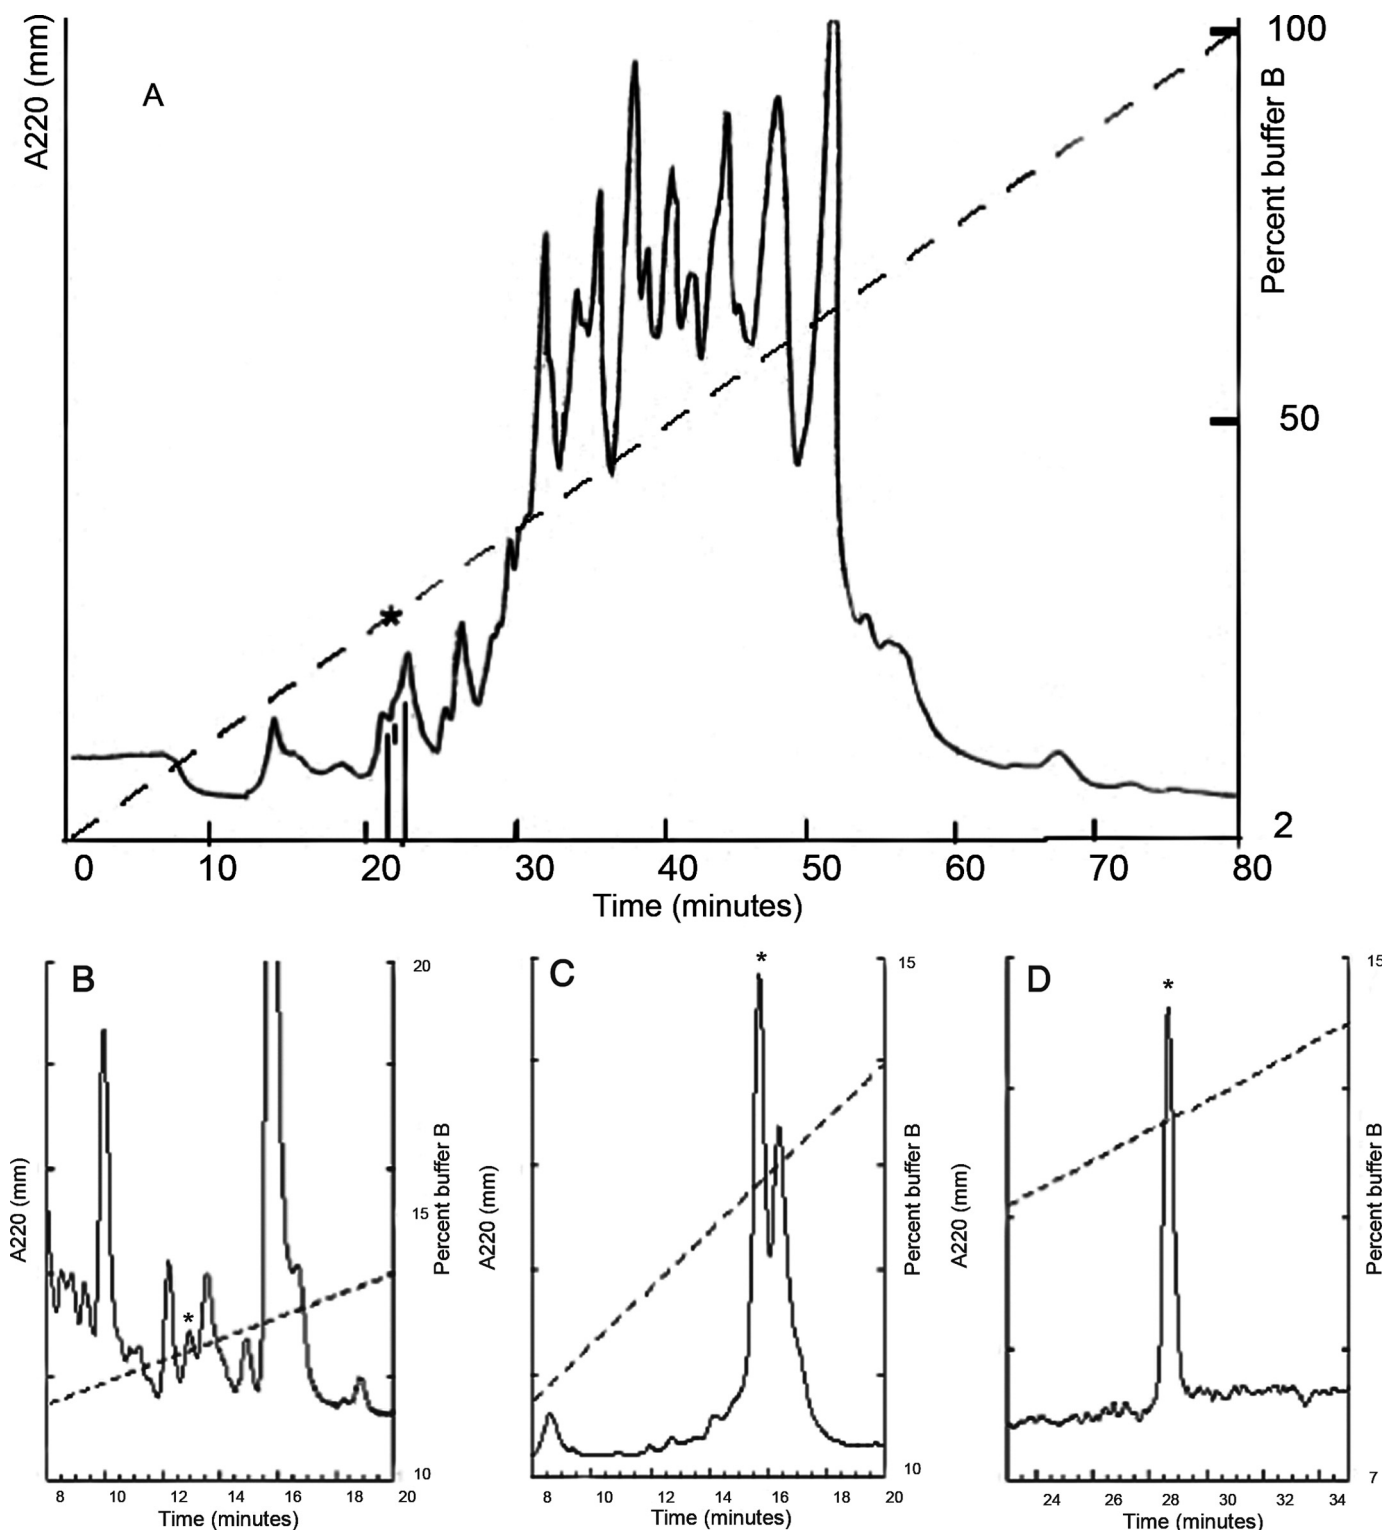 A220 (mm)
A
*
100
Percent buffer B
50
2
0 10 20 30 40 50 60 70 80
Time (minutes)
B
*
20
15
10
A220 (mm)
Percent buffer B
8 10 12 14 16 18 20
Time (minutes)
C
*
15
10
A220 (mm)
Percent buffer B
8 10 12 14 16 18 20
Time (minutes)
D
*
15
7
A220 (mm)
Percent buffer B
24 26 28 30 32 34
Time (minutes)